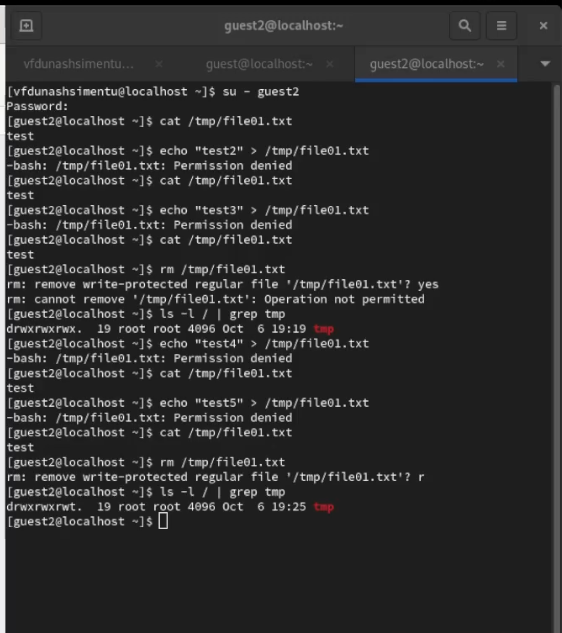 guest2@localhost:~
vfdunashsimentu...
guest@localhost:~
guest2@localhost:~
[vfdunashsimentu@localhost ~]$ su - guest2
Password:
[guest2@localhost ~]$ cat /tmp/file01.txt
test
[guest2@localhost ~]$ echo "test2" > /tmp/file01.txt
-bash: /tmp/file01.txt: Permission denied
[guest2@localhost ~]$ cat /tmp/file01.txt
test
[guest2@localhost ~]$ echo "test3" > /tmp/file01.txt
-bash: /tmp/file01.txt: Permission denied
[guest2@localhost ~]$ cat /tmp/file01.txt
test
[guest2@localhost ~]$ rm /tmp/file01.txt
rm: remove write-protected regular file '/tmp/file01.txt'? yes
rm: cannot remove '/tmp/file01.txt': Operation not permitted
[guest2@localhost ~]$ ls -l / | grep tmp
drwxrwxrwx.  19 root root 4096 Oct  6 19:19 tmp
[guest2@localhost ~]$ echo "test4" > /tmp/file01.txt
-bash: /tmp/file01.txt: Permission denied
[guest2@localhost ~]$ cat /tmp/file01.txt
test
[guest2@localhost ~]$ echo "test5" > /tmp/file01.txt
-bash: /tmp/file01.txt: Permission denied
[guest2@localhost ~]$ cat /tmp/file01.txt
test
[guest2@localhost ~]$ rm /tmp/file01.txt
rm: remove write-protected regular file '/tmp/file01.txt'? r
[guest2@localhost ~]$ ls -l / | grep tmp
drwxrwxrwt.  19 root root 4096 Oct  6 19:25 tmp
[guest2@localhost ~]$